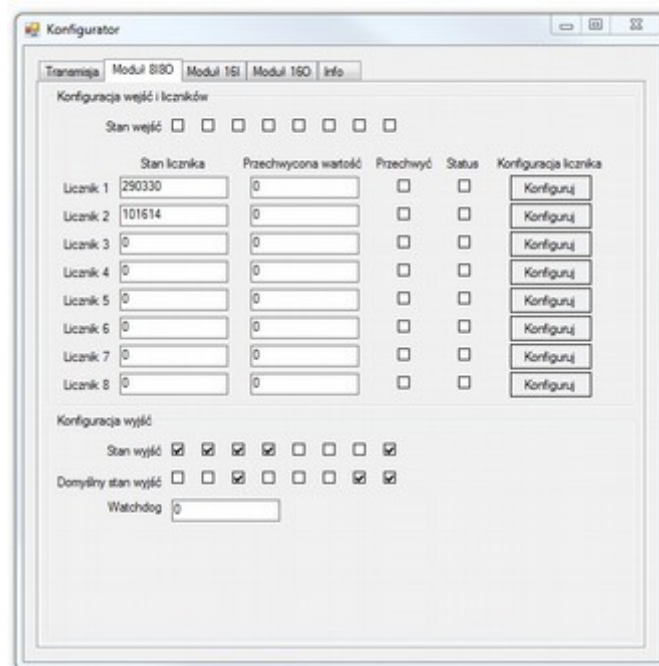 Konfigurator
Transmisja Moduł 8I8O Moduł 16I Moduł 16O Info
Konfiguracja wejść i liczników
Stan wejść
Stan licznika Przechwycona wartość Przechwyć Status Konfiguracja licznika
Licznik 1 290330 0 Konfiguruj
Licznik 2 101614 0 Konfiguruj
Licznik 3 0 0 Konfiguruj
Licznik 4 0 0 Konfiguruj
Licznik 5 0 0 Konfiguruj
Licznik 6 0 0 Konfiguruj
Licznik 7 0 0 Konfiguruj
Licznik 8 0 0 Konfiguruj
Konfiguracja wyjść
Stan wyjść
Domyślny stan wyjść
Watchdog 0